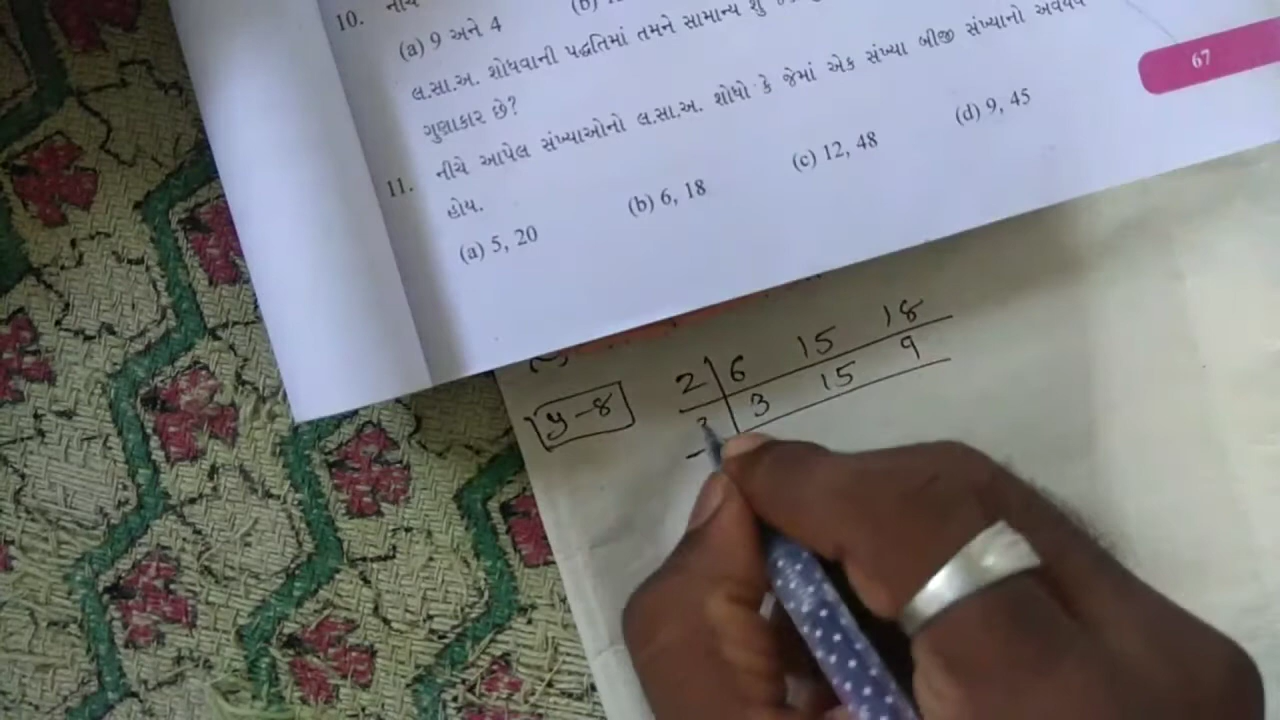 10.
(a) 9 અને 4
લ.સા.અ. શોધવાની પદ્ધતિમાં તમને સામાન્ય શું
ગુણાકાર છે?
11. નીચે આપેલ સંખ્યાઓનો લ.સા.અ. શોધો કે જેમાં એક સંખ્યા બીજી સંખ્યાનો અવયવ
હોય.
(a) 5, 20 (b) 6, 18 (c) 12, 48 (d) 9, 45
67
2 6 15 18
3 3 15 9